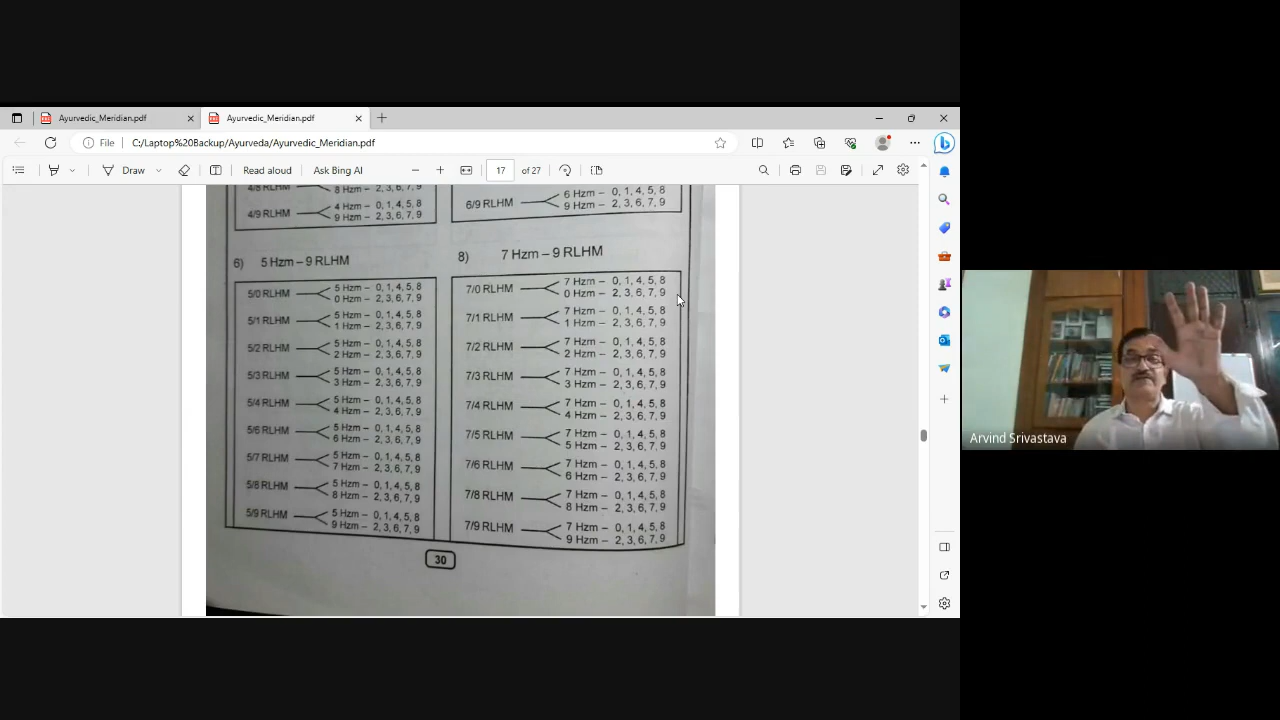 Ayurvedic_Meridian.pdf
Ayurvedic_Meridian.pdf
File
C:/Laptop%20Backup/Ayurveda/Ayurvedic_Meridian.pdf
Draw
Read aloud
Ask Bing AI
17
of 27
4/8 RLHM
8 Hzm – 2, 3, 6, 7, 9
4/9 RLHM
4 Hzm – 0, 1, 4, 5, 8
9 Hzm – 2, 3, 6, 7, 9
6/9 RLHM
6 Hzm – 0, 1, 4, 5, 8
9 Hzm – 2, 3, 6, 7, 9
6) 5 Hzm – 9 RLHM
5/0 RLHM
5 Hzm – 0, 1, 4, 5, 8
0 Hzm – 2, 3, 6, 7, 9
5/1 RLHM
5 Hzm – 0, 1, 4, 5, 8
1 Hzm – 2, 3, 6, 7, 9
5/2 RLHM
5 Hzm – 0, 1, 4, 5, 8
2 Hzm – 2, 3, 6, 7, 9
5/3 RLHM
5 Hzm – 0, 1, 4, 5, 8
3 Hzm – 2, 3, 6, 7, 9
5/4 RLHM
5 Hzm – 0, 1, 4, 5, 8
4 Hzm – 2, 3, 6, 7, 9
5/6 RLHM
5 Hzm – 0, 1, 4, 5, 8
6 Hzm – 2, 3, 6, 7, 9
5/7 RLHM
5 Hzm – 0, 1, 4, 5, 8
7 Hzm – 2, 3, 6, 7, 9
5/8 RLHM
5 Hzm – 0, 1, 4, 5, 8
8 Hzm – 2, 3, 6, 7, 9
5/9 RLHM
5 Hzm – 0, 1, 4, 5, 8
9 Hzm – 2, 3, 6, 7, 9
8) 7 Hzm – 9 RLHM
7/0 RLHM
7 Hzm – 0, 1, 4, 5, 8
0 Hzm – 2, 3, 6, 7, 9
7/1 RLHM
7 Hzm – 0, 1, 4, 5, 8
1 Hzm – 2, 3, 6, 7, 9
7/2 RLHM
7 Hzm – 0, 1, 4, 5, 8
2 Hzm – 2, 3, 6, 7, 9
7/3 RLHM
7 Hzm – 0, 1, 4, 5, 8
3 Hzm – 2, 3, 6, 7, 9
7/4 RLHM
7 Hzm – 0, 1, 4, 5, 8
4 Hzm – 2, 3, 6, 7, 9
7/5 RLHM
7 Hzm – 0, 1, 4, 5, 8
5 Hzm – 2, 3, 6, 7, 9
7/6 RLHM
7 Hzm – 0, 1, 4, 5, 8
6 Hzm – 2, 3, 6, 7, 9
7/8 RLHM
7 Hzm – 0, 1, 4, 5, 8
8 Hzm – 2, 3, 6, 7, 9
7/9 RLHM
7 Hzm – 0, 1, 4, 5, 8
9 Hzm – 2, 3, 6, 7, 9
30
Arvind Srivastava